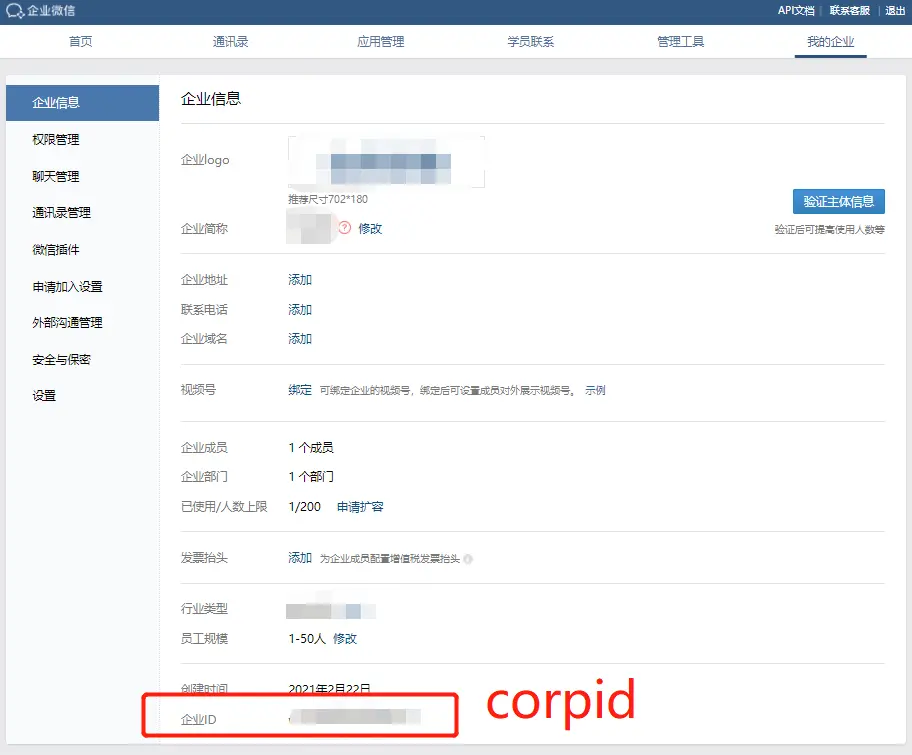 企业微信
API文档 | 联系客服 | 退出
首页 通讯录 应用管理 学员联系 管理工具 我的企业
企业信息
权限管理
聊天管理
通讯录管理
微信插件
申请加入设置
外部沟通管理
安全与保密
设置
企业信息
企业logo
推荐尺寸702*180
验证主体信息
企业简称 ? 修改
验证后可提高使用人数等
企业地址 添加
联系电话 添加
企业域名 添加
视频号 绑定 可绑定企业的视频号，绑定后可设置成员对外展示视频号。 示例
企业成员 1 个成员
企业部门 1 个部门
已使用/人数上限 1/200 申请扩容
发票抬头 添加 为企业成员配置增值税发票抬头
行业类型
员工规模 1-50人 修改
创建时间 2021年2月22日
企业ID
corpid